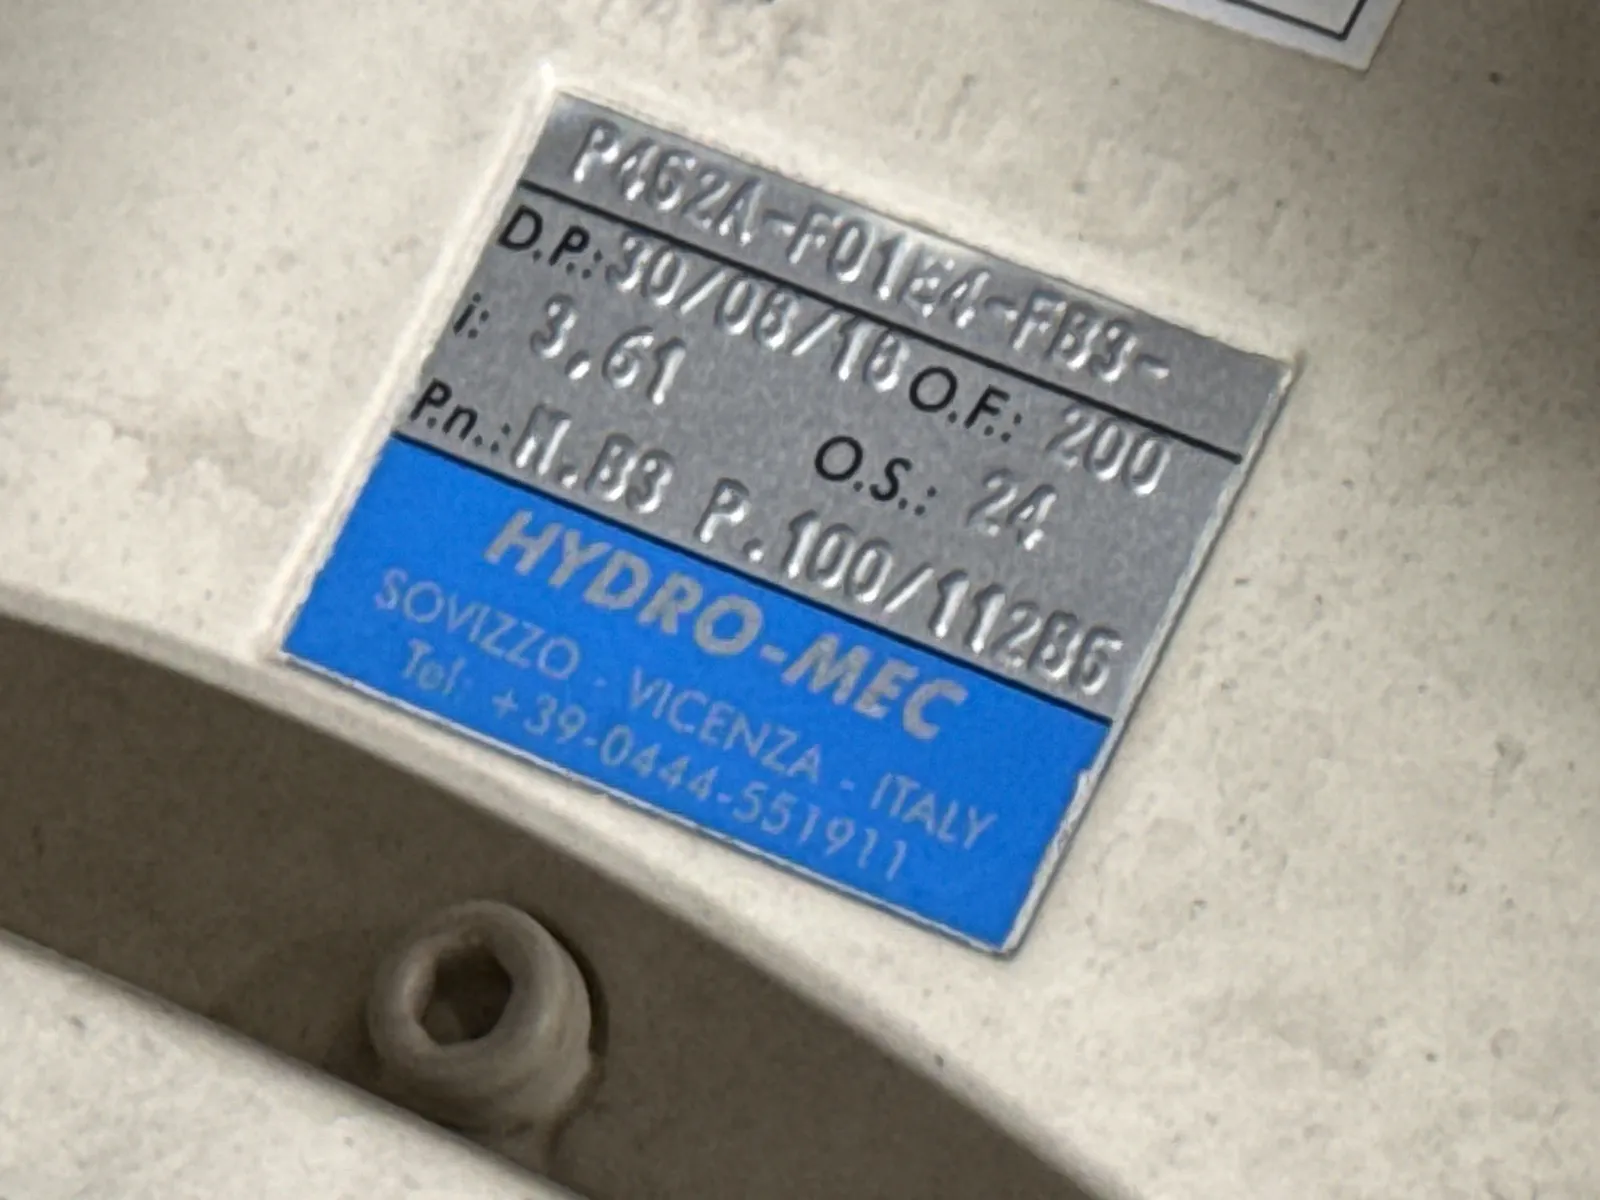 P462A-F01E4-FB3-
D.P.: 30/08/18 O.F.: 200
i: 3,61 O.S.: 24
P.n.: N.B3 P.100/112B5
HYDRO-MEC
SOVIZZO - VICENZA - ITALY
Tel: +39-0444-551911